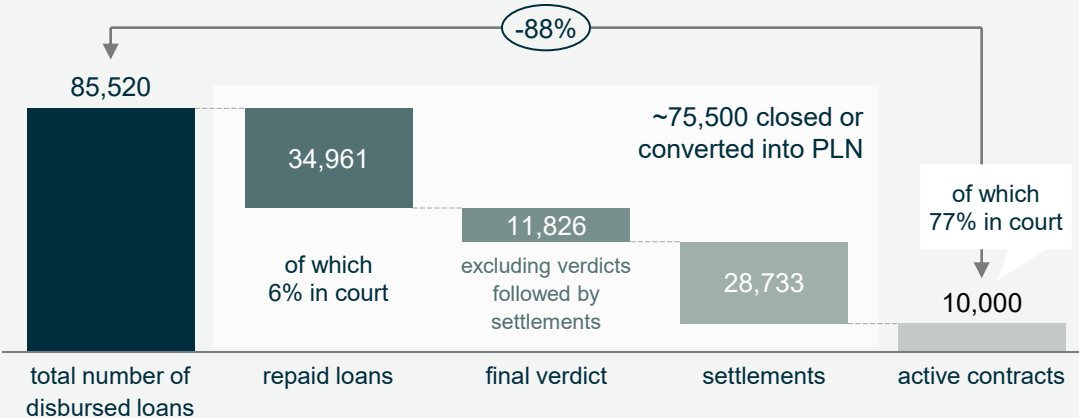 -88%
85,520
34,961
of which
6% in court
11,826
excluding verdicts
followed by
settlements
~75,500 closed or
converted into PLN
28,733
of which
77% in court
10,000
total number of
disbursed loans
repaid loans
final verdict
settlements
active contracts